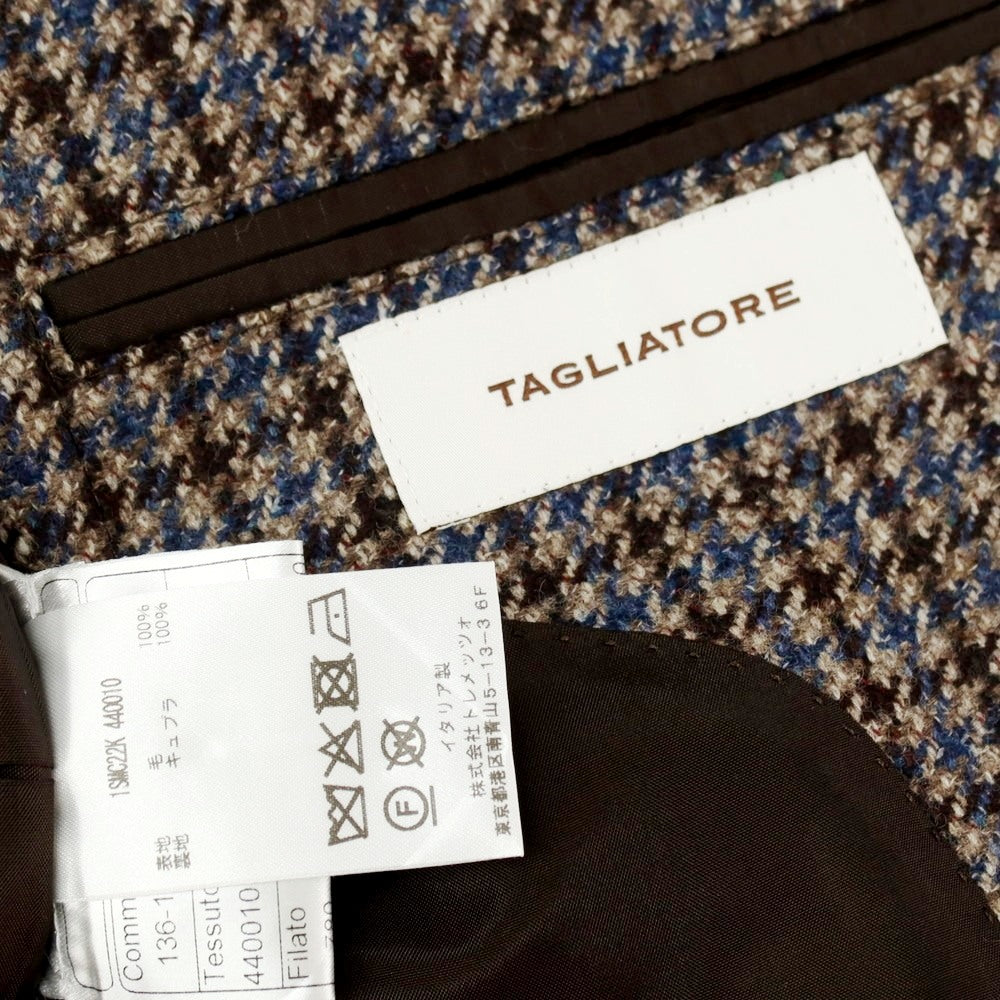 TAGLIATORE
1SMC22K 440010
表地 毛 100%
裏地 キュプラ 100%
F
イタリア製
株式会社トレメッツォ
東京都港区南青山5-13-3 6F
Comm
136-1
Tessuto
440010
Filato